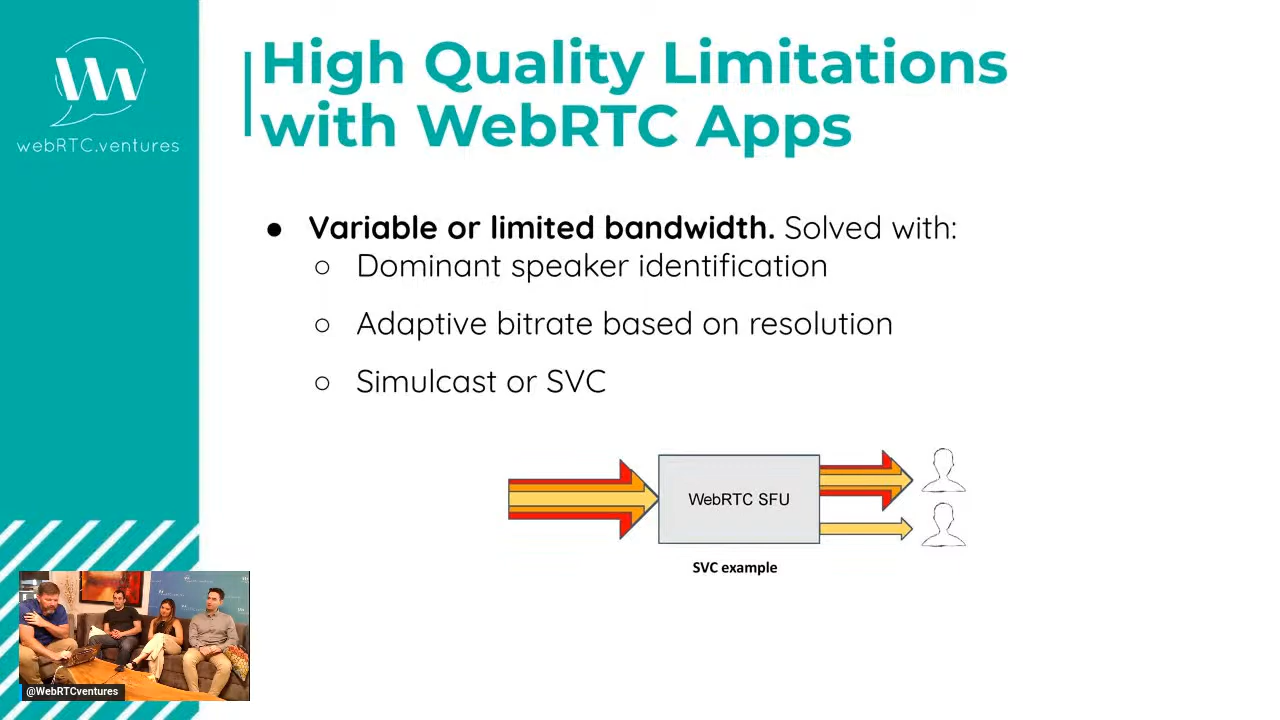 webRTC.ventures
High Quality Limitations
with WebRTC Apps
● Variable or limited bandwidth. Solved with:
○ Dominant speaker identification
○ Adaptive bitrate based on resolution
○ Simulcast or SVC
WebRTC SFU
SVC example
@WebRTCventures